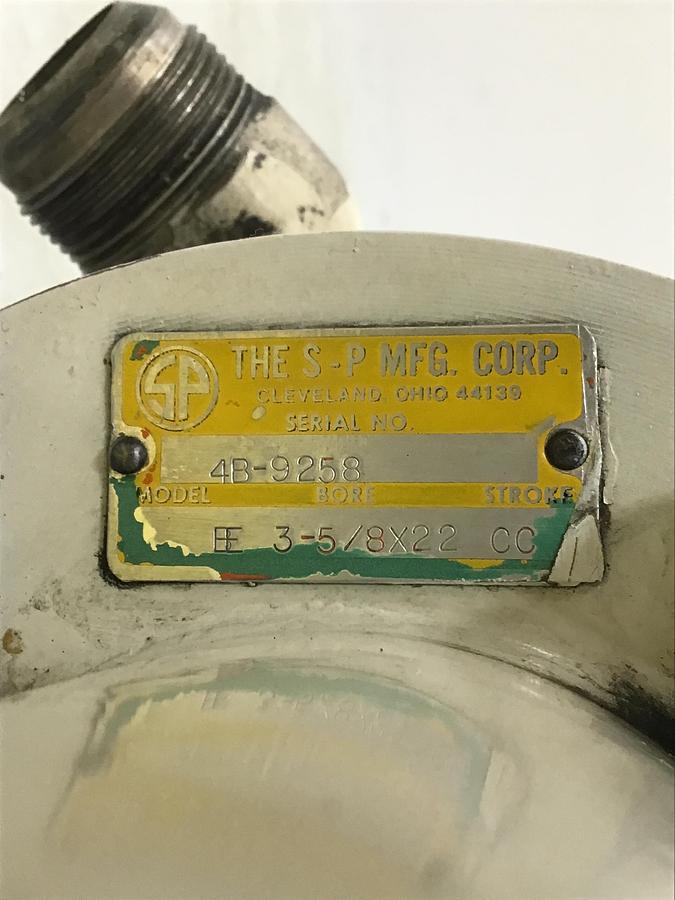 SP
THE S-P MFG. CORP.
CLEVELAND, OHIO 44139
SERIAL NO.
4B-9258
MODEL BORE STROKE
EE 3-5/8X22 CC